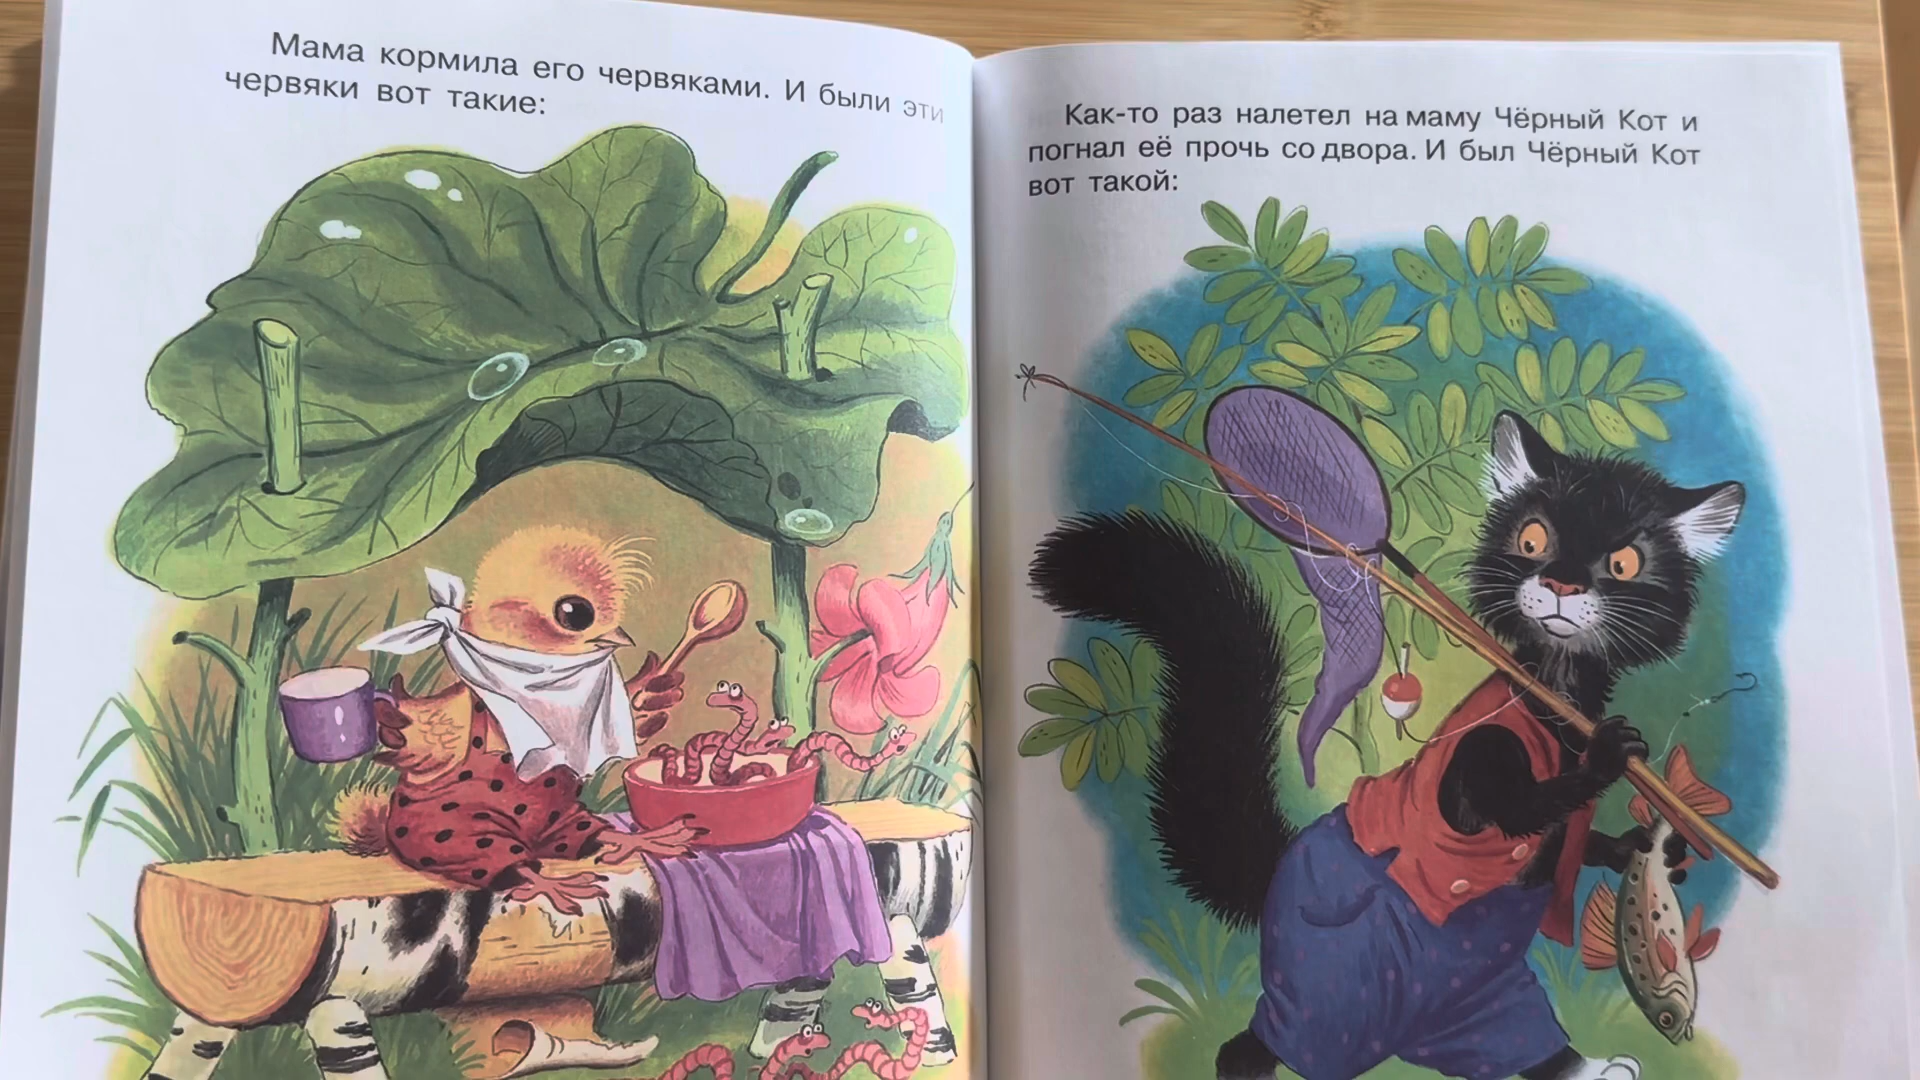 Мама кормила его червяками. И были эти
червяки вот такие:
Как-то раз налетел на маму Чёрный Кот и
погнал её прочь со двора. И был Чёрный Кот
вот такой: